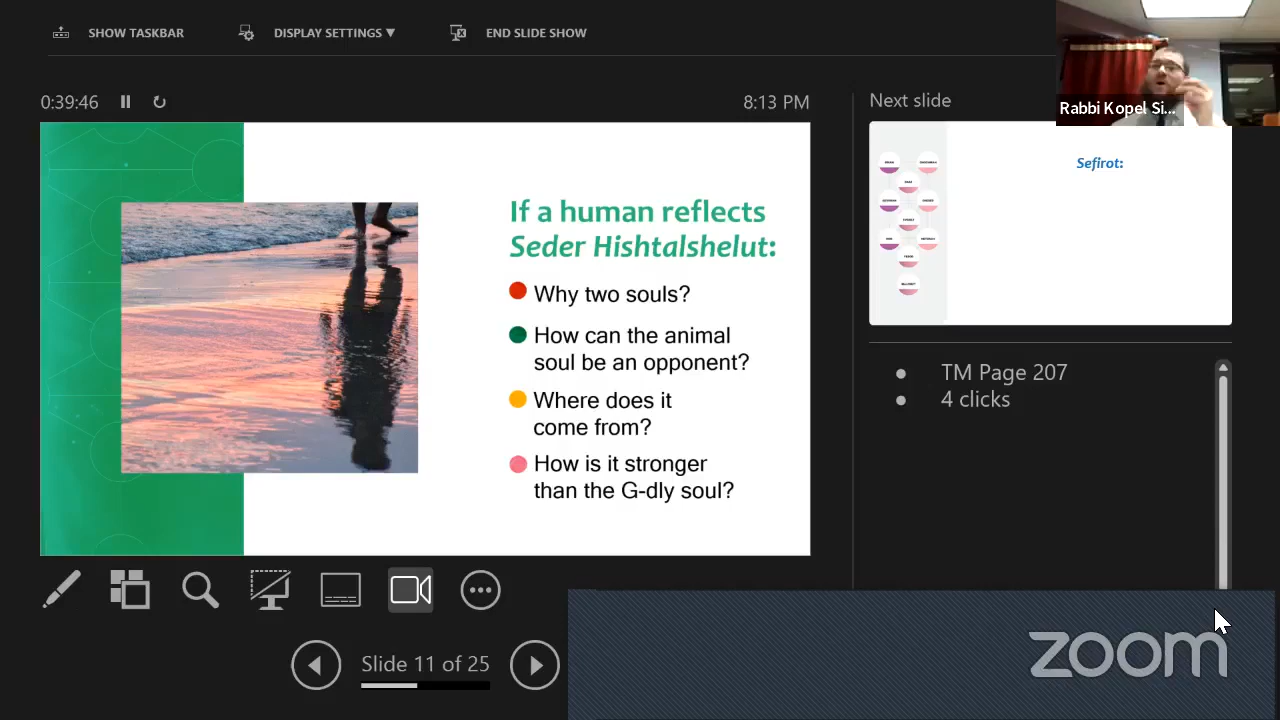 SHOW TASKBAR
DISPLAY SETTINGS ▼
END SLIDE SHOW
0:39:46
8:13 PM
Next slide
Rabbi Kopel Si...
If a human reflects
Seder Hishtalshelut:
Why two souls?
How can the animal
soul be an opponent?
Where does it
come from?
How is it stronger
than the G-dly soul?
Sefirot:
TM Page 207
4 clicks
Slide 11 of 25
zoom